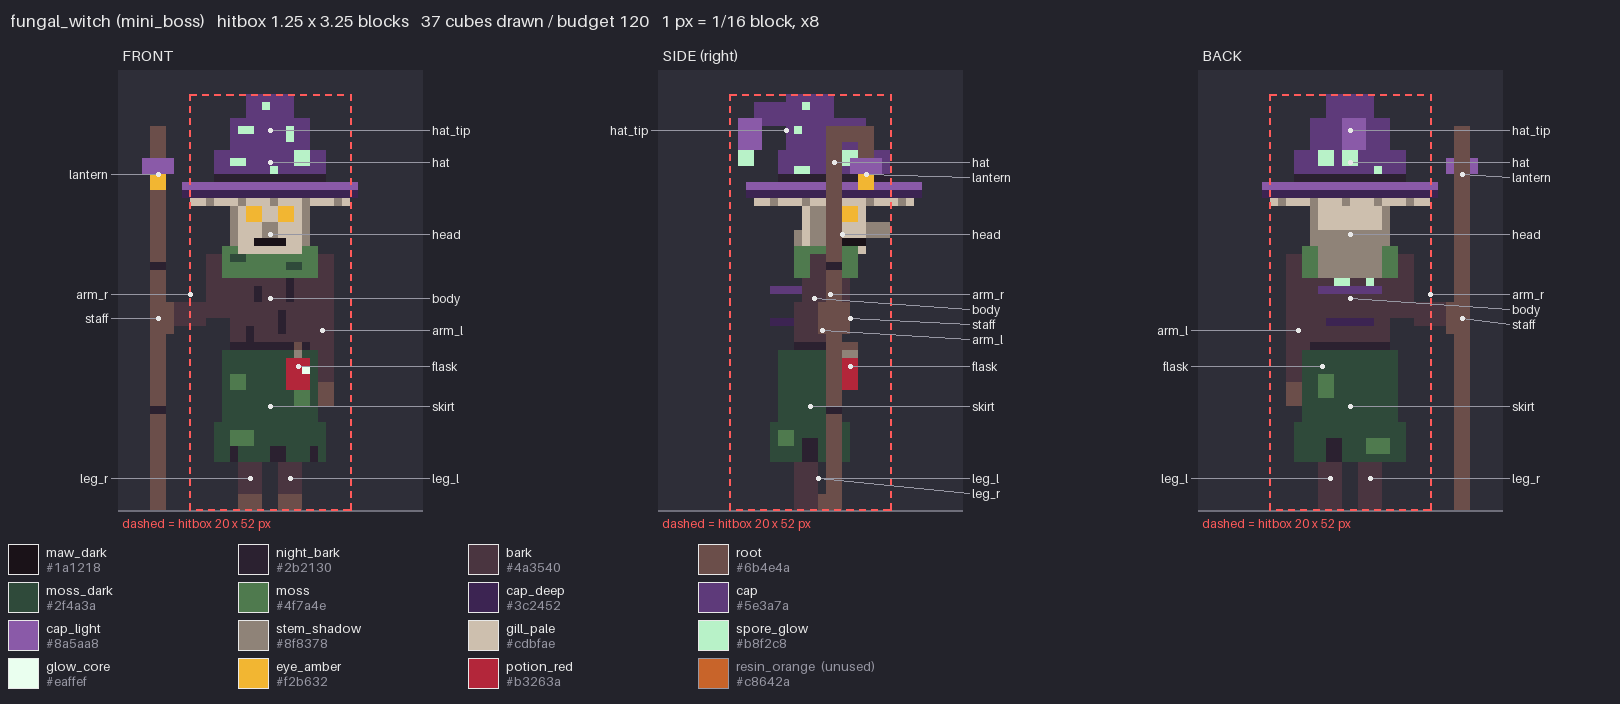 fungal_witch (mini_boss)   hitbox 1.25 x 3.25 blocks   37 cubes drawn / budget 120   1 px = 1/16 block, x8
FRONT
SIDE (right)
BACK
hat_tip
hat
lantern
head
arm_r
body
staff
arm_l
flask
skirt
leg_r
leg_l
dashed = hitbox 20 x 52 px
hat_tip
hat
lantern
head
arm_r
body
staff
arm_l
flask
skirt
leg_l
leg_r
dashed = hitbox 20 x 52 px
hat_tip
hat
lantern
head
arm_r
body
staff
arm_l
flask
skirt
leg_l
leg_r
dashed = hitbox 20 x 52 px
maw_dark
#1a1218
night_bark
#2b2130
bark
#4a3540
root
#6b4e4a
moss_dark
#2f4a3a
moss
#4f7a4e
cap_deep
#3c2452
cap
#5e3a7a
cap_light
#8a5aa8
stem_shadow
#8f8378
gill_pale
#cdbfae
spore_glow
#b8f2c8
glow_core
#eaffef
eye_amber
#f2b632
potion_red
#b3263a
resin_orange (unused)
#c8642a